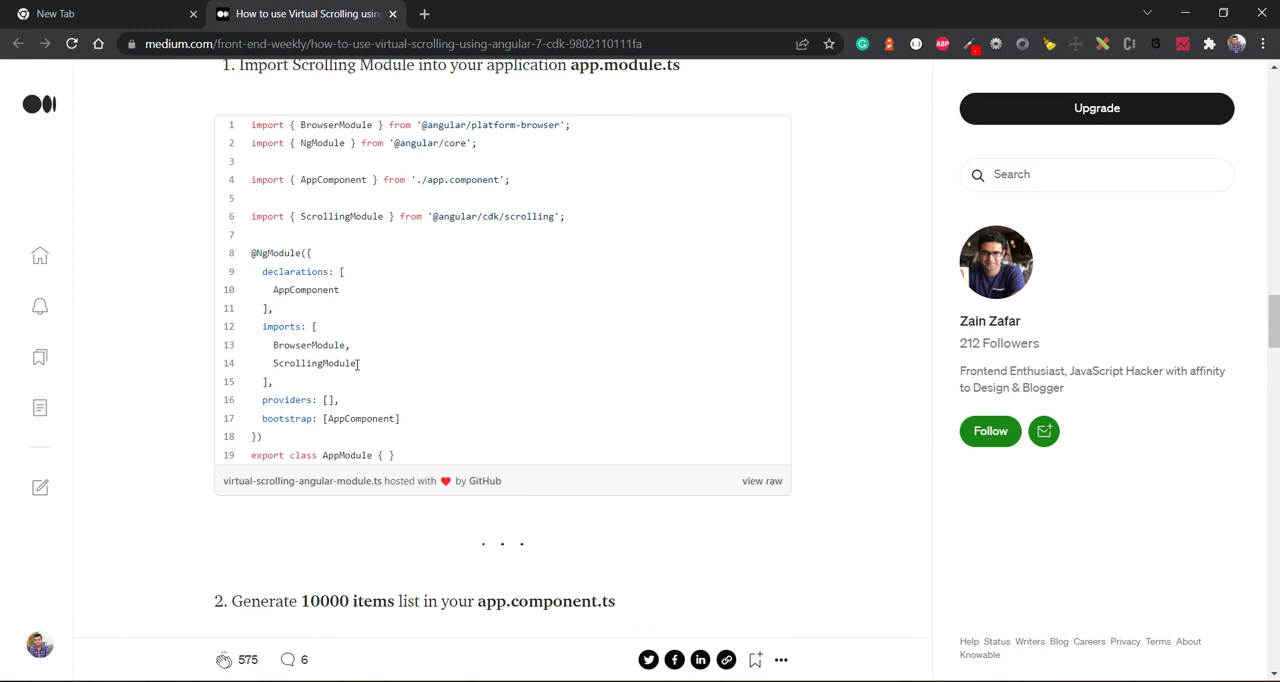 New Tab
How to use Virtual Scrolling usin
medium.com/front-end-weekly/how-to-use-virtual-scrolling-using-angular-7-cdk-9802110111fa
ABP
1. Import Scrolling Module into your application app.module.ts
1 import { BrowserModule } from '@angular/platform-browser';
2 import { NgModule } from '@angular/core';
3
4 import { AppComponent } from './app.component';
5
6 import { ScrollingModule } from '@angular/cdk/scrolling';
7
8 @NgModule({
9 declarations: [
10 AppComponent
11 ],
12 imports: [
13 BrowserModule,
14 ScrollingModule
15 ],
16 providers: [],
17 bootstrap: [AppComponent]
18 })
19 export class AppModule { }
virtual-scrolling-angular-module.ts hosted with ❤ by GitHub view raw
. . .
2. Generate 10000 items list in your app.component.ts
575 6
Upgrade
Search
Zain Zafar
212 Followers
Frontend Enthusiast, JavaScript Hacker with affinity
to Design & Blogger
Follow
Help Status Writers Blog Careers Privacy Terms About
Knowable